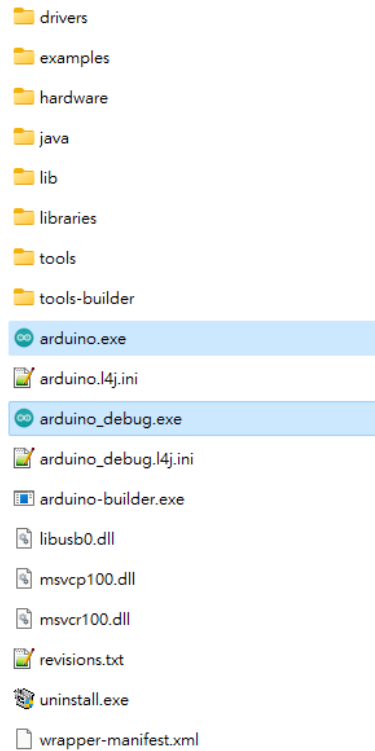 drivers
examples
hardware
java
lib
libraries
tools
tools-builder
arduino.exe
arduino.l4j.ini
arduino_debug.exe
arduino_debug.l4j.ini
arduino-builder.exe
libusb0.dll
msvcp100.dll
msvcr100.dll
revisions.txt
uninstall.exe
wrapper-manifest.xml